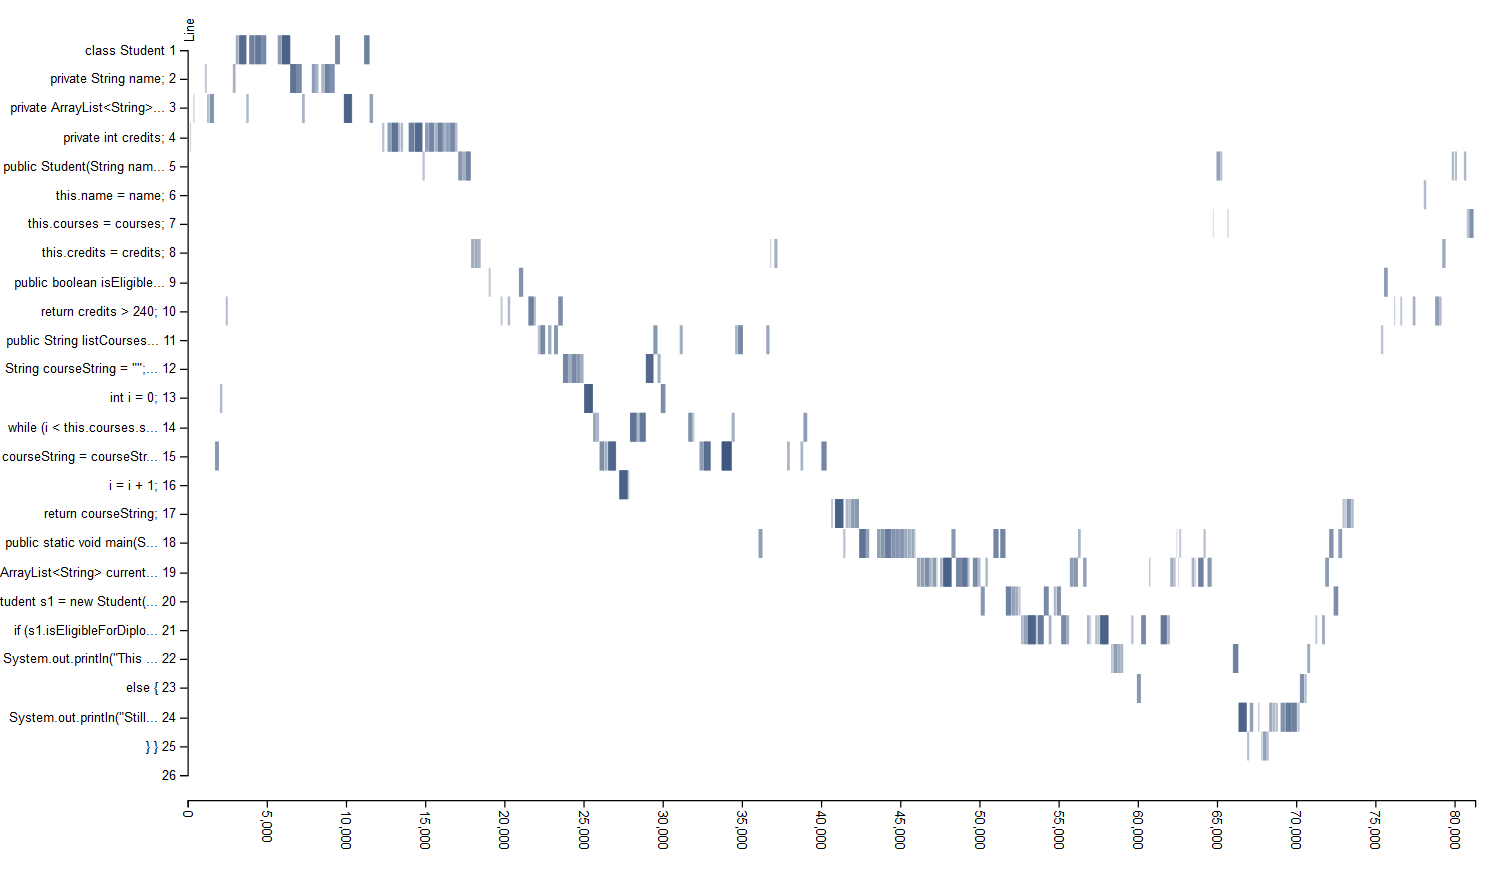 Line
class Student 1
private String name; 2
private ArrayList<String>... 3
private int credits; 4
public Student(String nam... 5
this.name = name; 6
this.courses = courses; 7
this.credits = credits; 8
public boolean isEligible... 9
return credits > 240; 10
public String listCourses... 11
String courseString = "";... 12
int i = 0; 13
while (i < this.courses.s... 14
courseString = courseStr... 15
i = i + 1; 16
return courseString; 17
public static void main(S... 18
ArrayList<String> current... 19
tudent s1 = new Student(... 20
if (s1.isEligibleForDiplo... 21
System.out.println("This ... 22
else { 23
System.out.println("Still... 24
} } 25
26
0 5,000 10,000 15,000 20,000 25,000 30,000 35,000 40,000 45,000 50,000 55,000 60,000 65,000 70,000 75,000 80,000